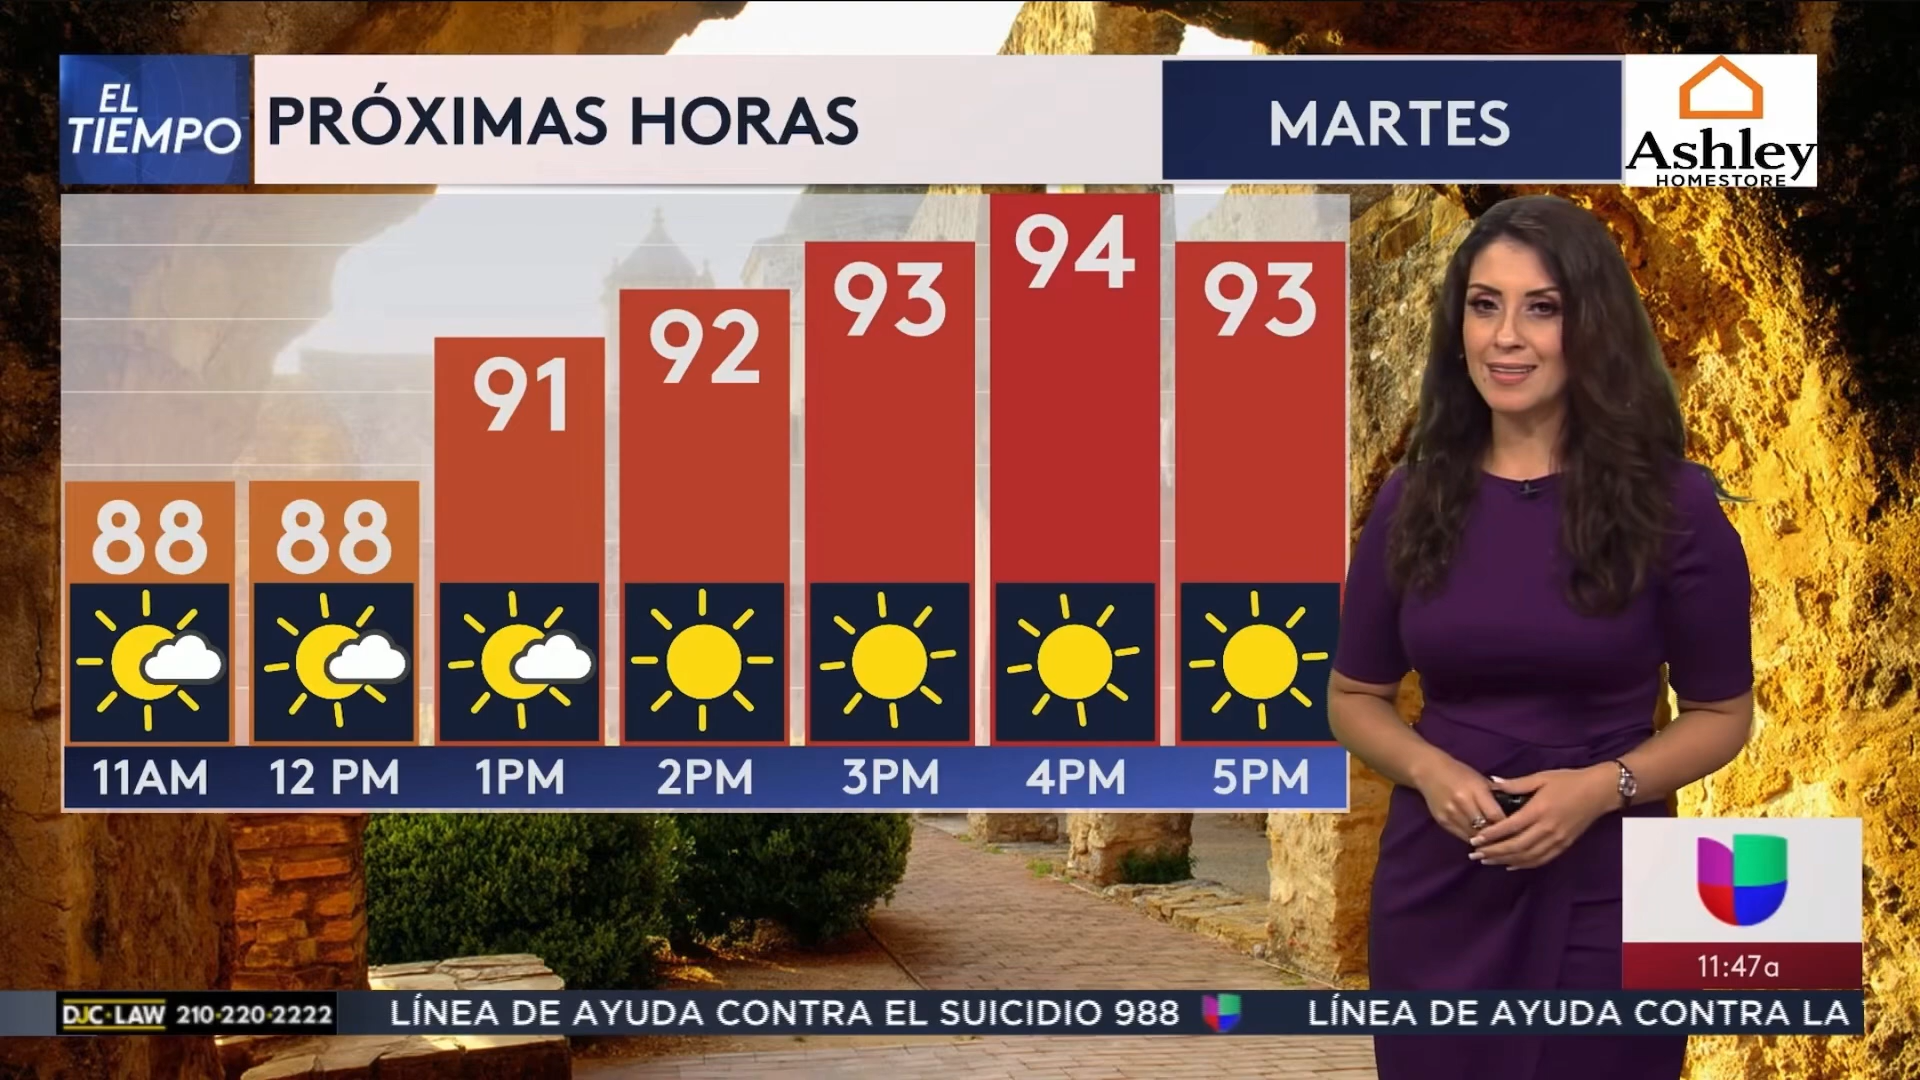 EL
TIEMPO
PRÓXIMAS HORAS
MARTES
Ashley
HOMESTORE
88
88
91
92
93
94
93
11AM
12 PM
1PM
2PM
3PM
4PM
5PM
11:47a
DJC·LAW 210·220·2222
LÍNEA DE AYUDA CONTRA EL SUICIDIO 988
LÍNEA DE AYUDA CONTRA LA